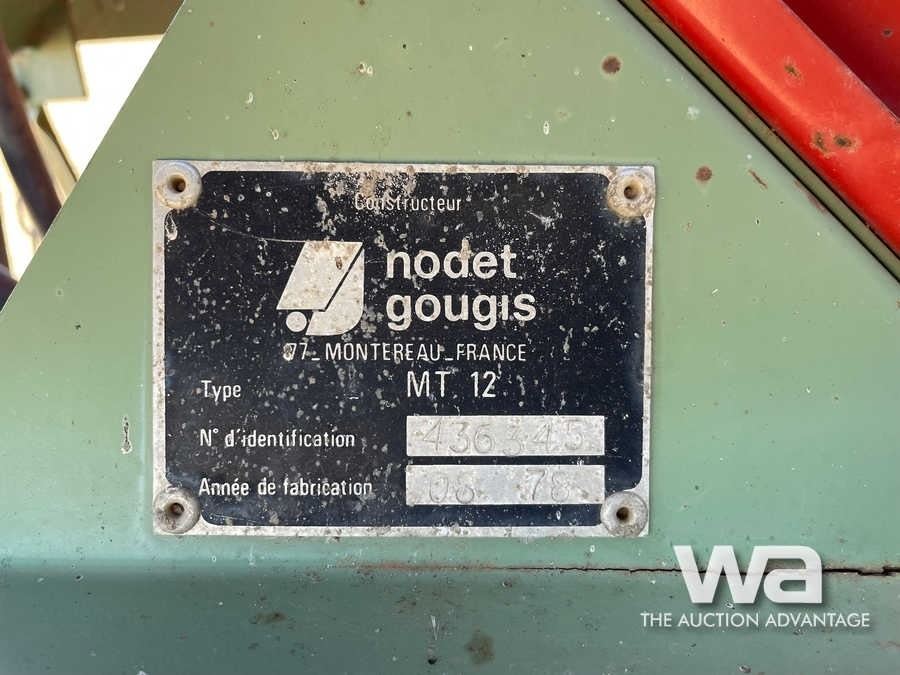 Constructeur
nodet
gougis
77_MONTEREAU_FRANCE
Type MT 12
N° d'identification 436345
Année de fabrication 08 78
wa
THE AUCTION ADVANTAGE